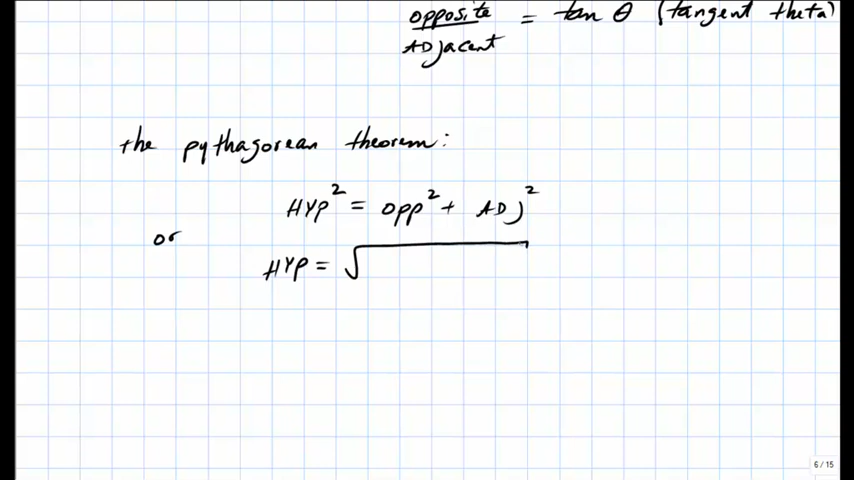 opposite = tan θ (tangent theta)
ADjacent
the pythagorean theorem:
HYP² = OPP² + ADJ²
or
HYP = √
6 / 15